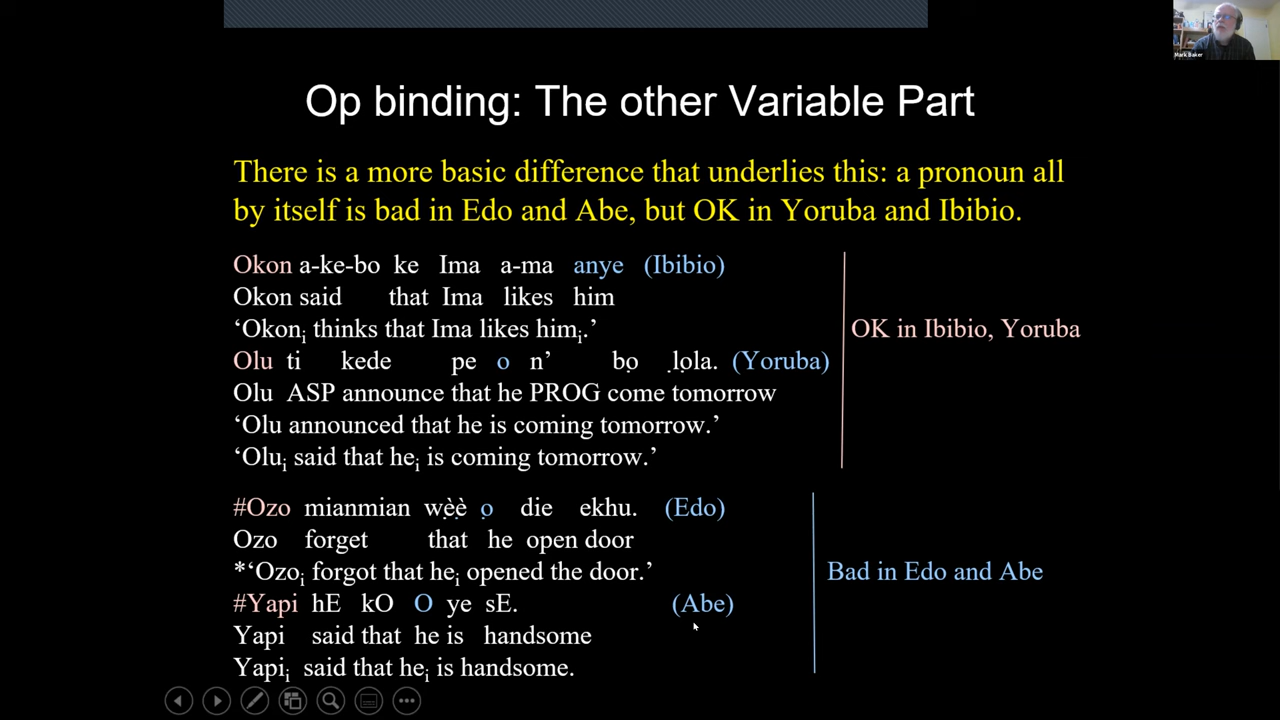 Mark Baker
Op binding: The other Variable Part
There is a more basic difference that underlies this: a pronoun all
by itself is bad in Edo and Abe, but OK in Yoruba and Ibibio.
Okon a-ke-bo ke Ima a-ma anye (Ibibio)
Okon said that Ima likes him
‘Okonᵢ thinks that Ima likes himᵢ.’
OK in Ibibio, Yoruba
Olu ti kede pe o n’ bọ ̣lọla. (Yoruba)
Olu ASP announce that he PROG come tomorrow
‘Olu announced that he is coming tomorrow.’
‘Oluᵢ said that heᵢ is coming tomorrow.’
#Ozo mianmian wẹ̀ẹ̀ ọ die ekhu. (Edo)
Ozo forget that he open door
*‘Ozoᵢ forgot that heᵢ opened the door.’
Bad in Edo and Abe
#Yapi hE kO O ye sE. (Abe)
Yapi said that he is handsome
Yapiᵢ said that heᵢ is handsome.